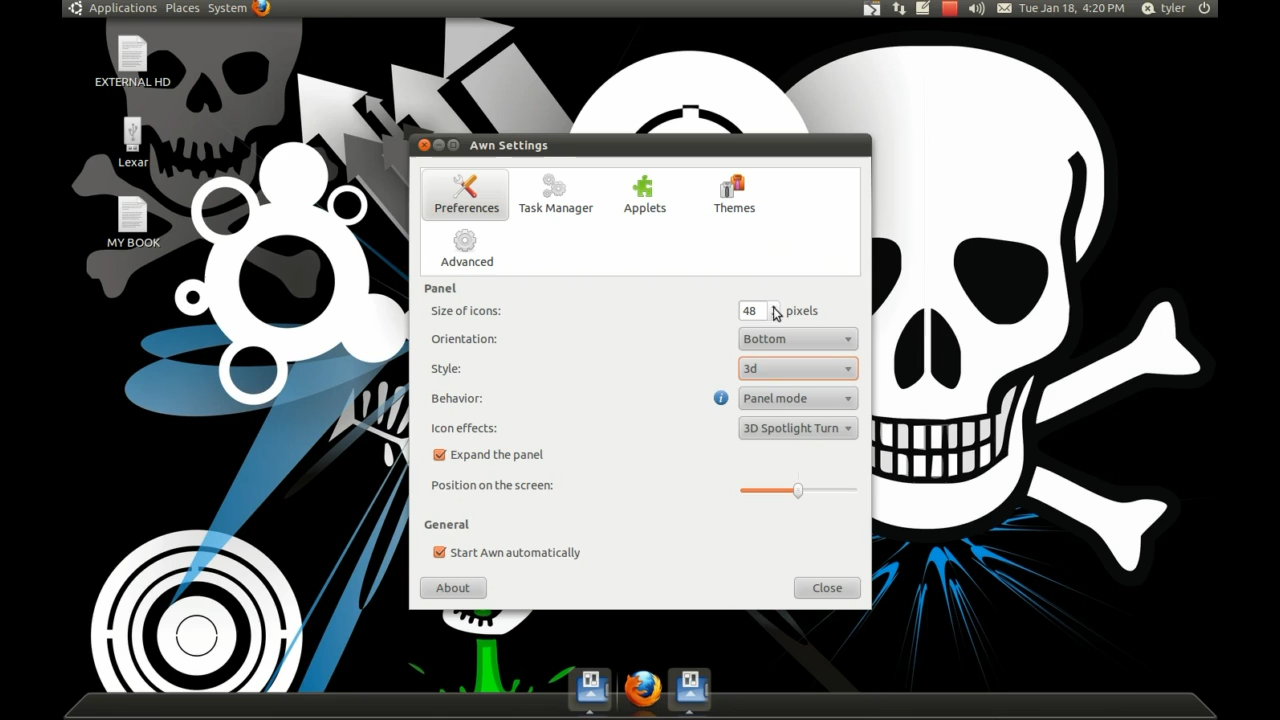 Applications Places System
Tue Jan 18, 4:20 PM tyler
EXTERNAL HD
Lexar
MY BOOK
Awn Settings
Preferences Task Manager Applets Themes
Advanced
Panel
Size of icons: 48 pixels
Orientation: Bottom
Style: 3d
Behavior: Panel mode
Icon effects: 3D Spotlight Turn
Expand the panel
Position on the screen:
General
Start Awn automatically
About Close